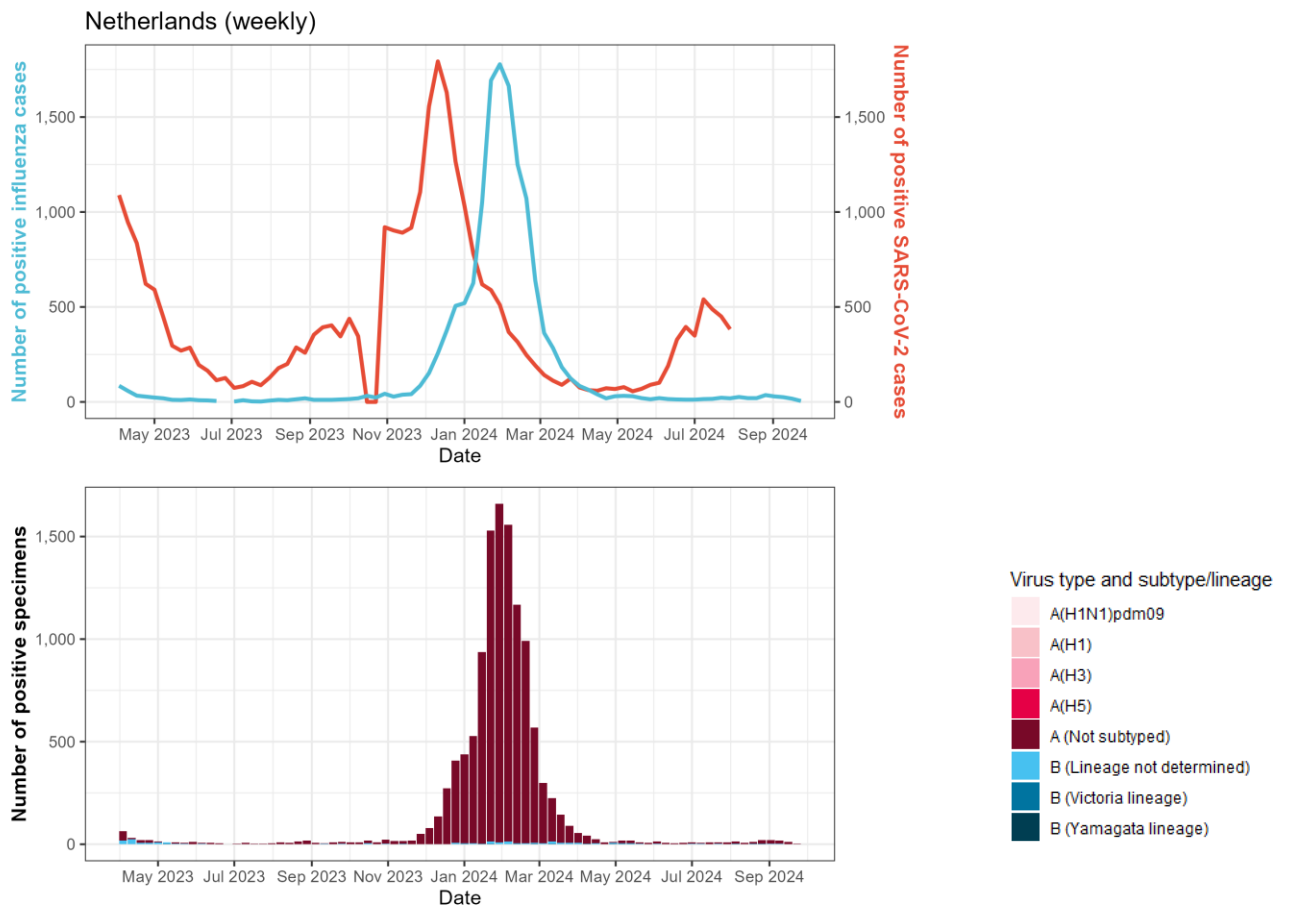 Netherlands (weekly)
Number of positive influenza cases
1,500
1,000
500
0
1,500
1,000
500
0
Number of positive SARS-CoV-2 cases
May 2023 Jul 2023 Sep 2023 Nov 2023 Jan 2024 Mar 2024 May 2024 Jul 2024 Sep 2024
Date
Number of positive specimens
1,500
1,000
500
0
May 2023 Jul 2023 Sep 2023 Nov 2023 Jan 2024 Mar 2024 May 2024 Jul 2024 Sep 2024
Date
Virus type and subtype/lineage
A(H1N1)pdm09
A(H1)
A(H3)
A(H5)
A (Not subtyped)
B (Lineage not determined)
B (Victoria lineage)
B (Yamagata lineage)